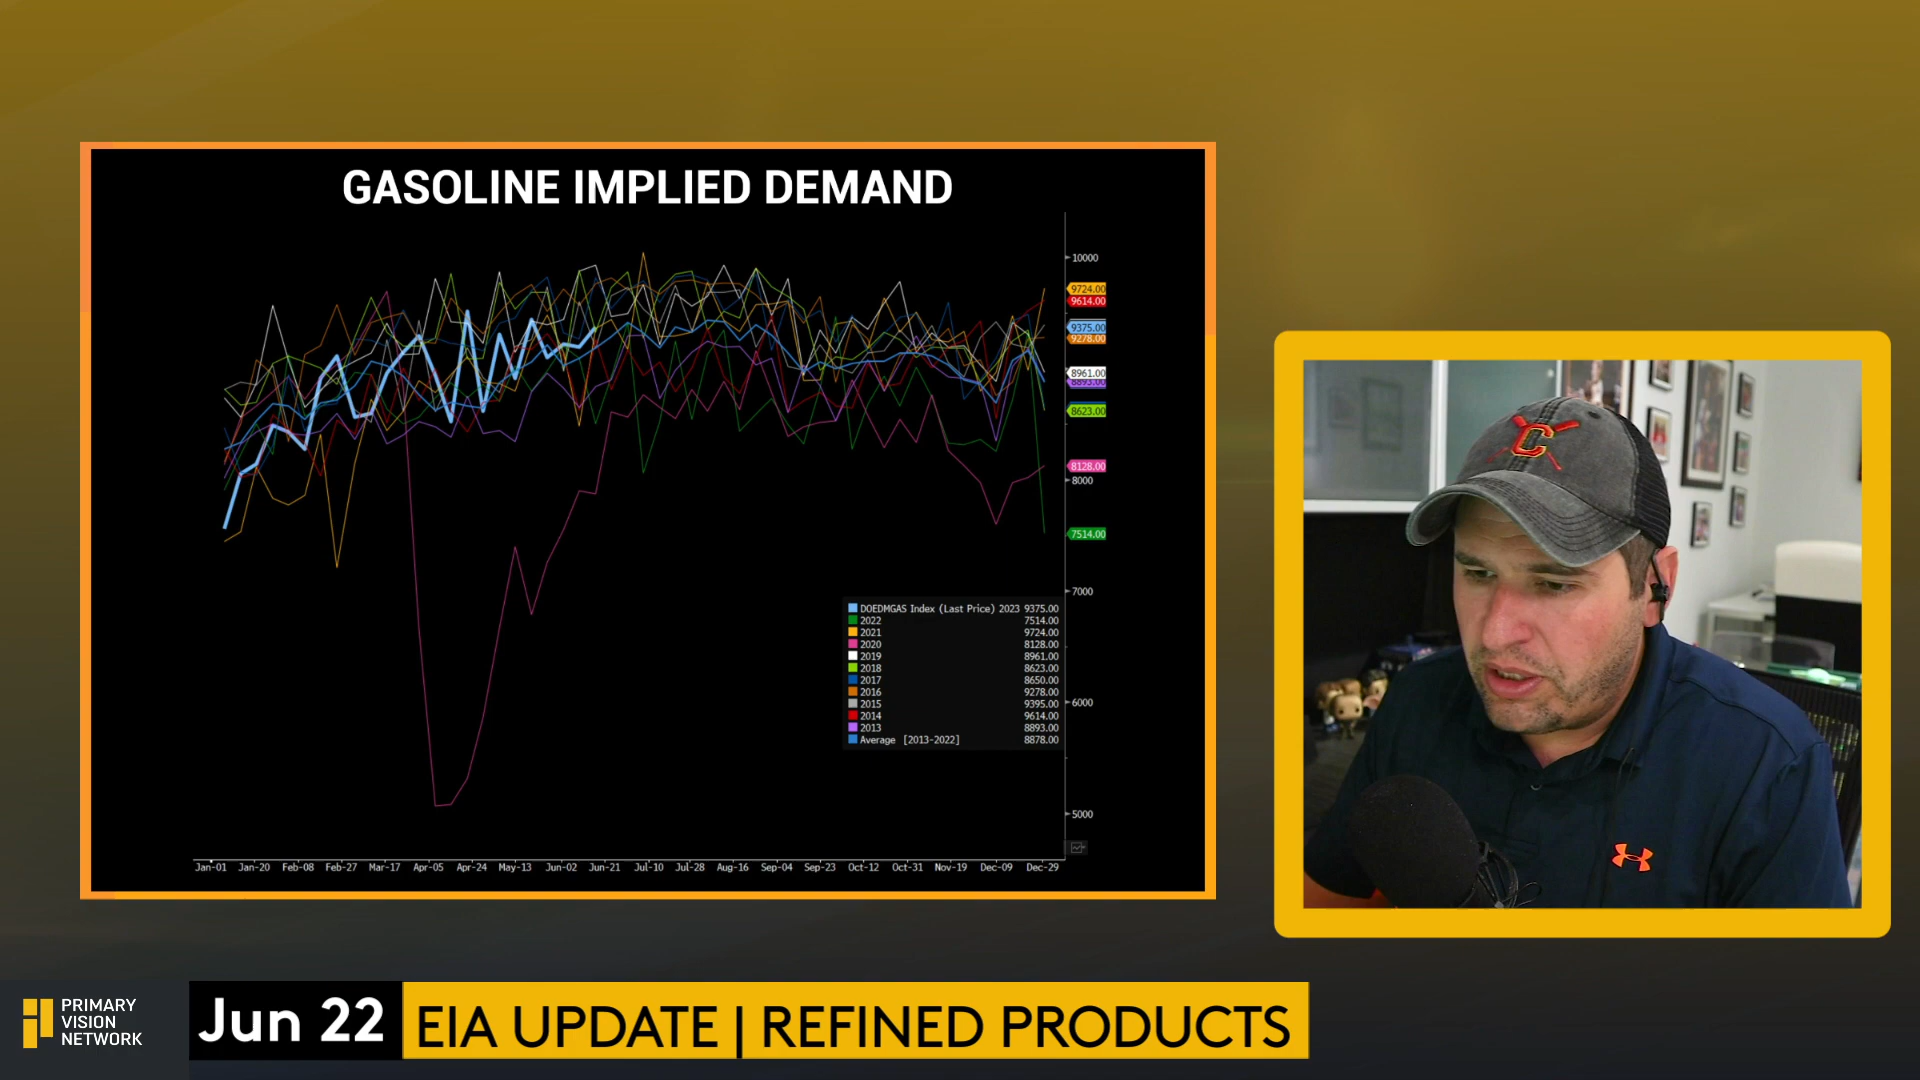 GASOLINE IMPLIED DEMAND
10000
9724.00
9614.00
9375.00
9278.00
8961.00
8893.00
8623.00
8128.00
8000
7514.00
7000
6000
5000
DOEDMGAS Index (Last Price) 2023 9375.00
2022 7514.00
2021 9724.00
2020 8128.00
2019 8961.00
2018 8623.00
2017 8650.00
2016 9278.00
2015 9395.00
2014 9614.00
2013 8893.00
Average [2013-2022] 8878.00
Jan-01 Jan-20 Feb-08 Feb-27 Mar-17 Apr-05 Apr-24 May-13 Jun-02 Jun-21 Jul-10 Jul-28 Aug-16 Sep-04 Sep-23 Oct-12 Oct-31 Nov-19 Dec-09 Dec-29
C
PRIMARY
VISION
NETWORK
Jun 22
EIA UPDATE | REFINED PRODUCTS